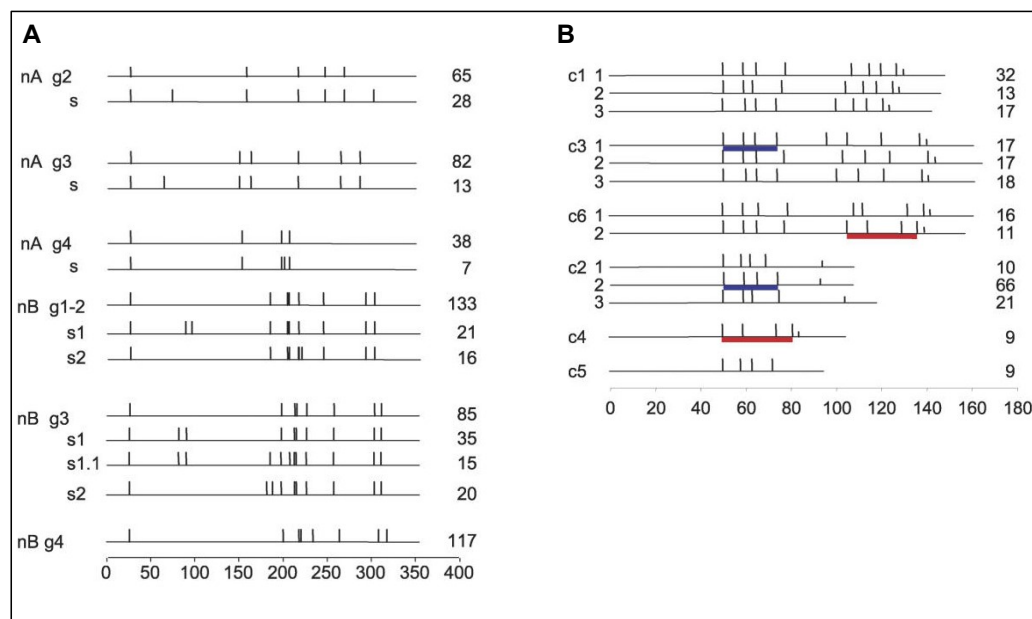 A
nA g2 65
s 28
nA g3 82
s 13
nA g4 38
s 7
nB g1-2 133
s1 21
s2 16
nB g3 85
s1 35
s1.1 15
s2 20
nB g4 117
0 50 100 150 200 250 300 350 400
B
c1 1 32
2 13
3 17
c3 1 17
2 17
3 18
c6 1 16
2 11
c2 1 10
2 66
3 21
c4 9
c5 9
0 20 40 60 80 100 120 140 160 180